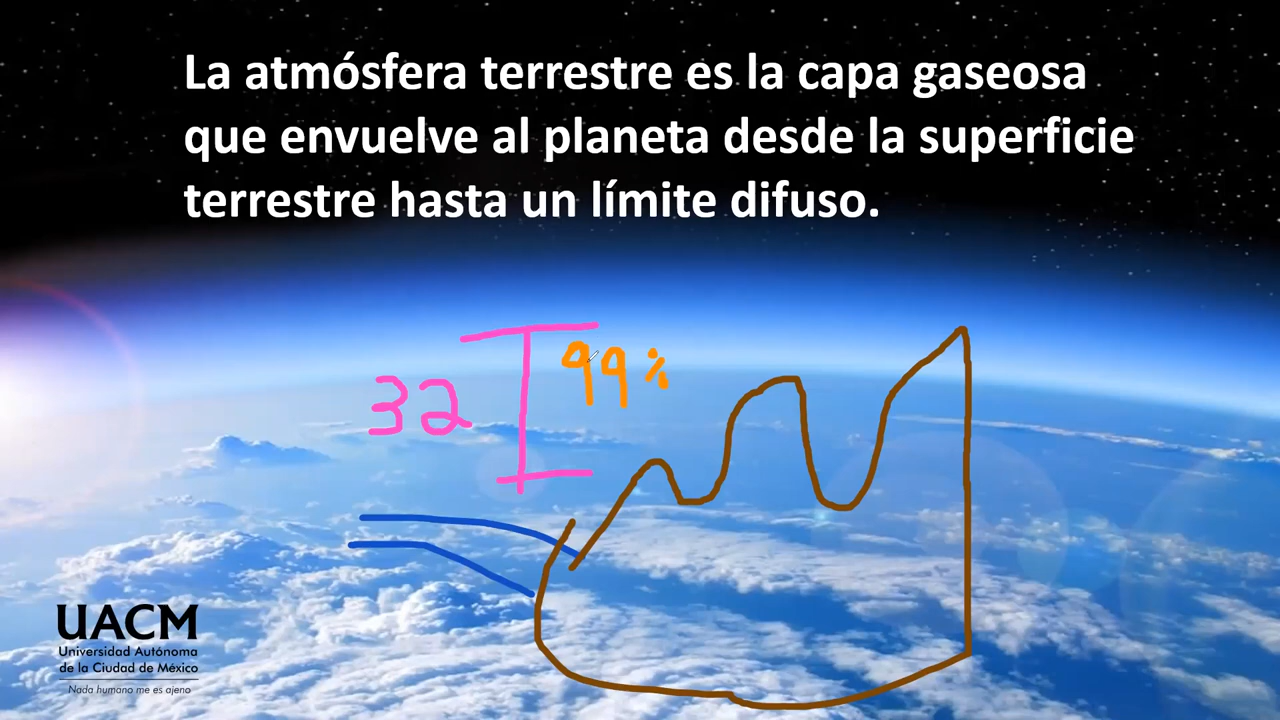 La atmósfera terrestre es la capa gaseosa
que envuelve al planeta desde la superficie
terrestre hasta un límite difuso.
32
99%
UACM
Universidad Autónoma
de la Ciudad de México
Nada humano me es ajeno